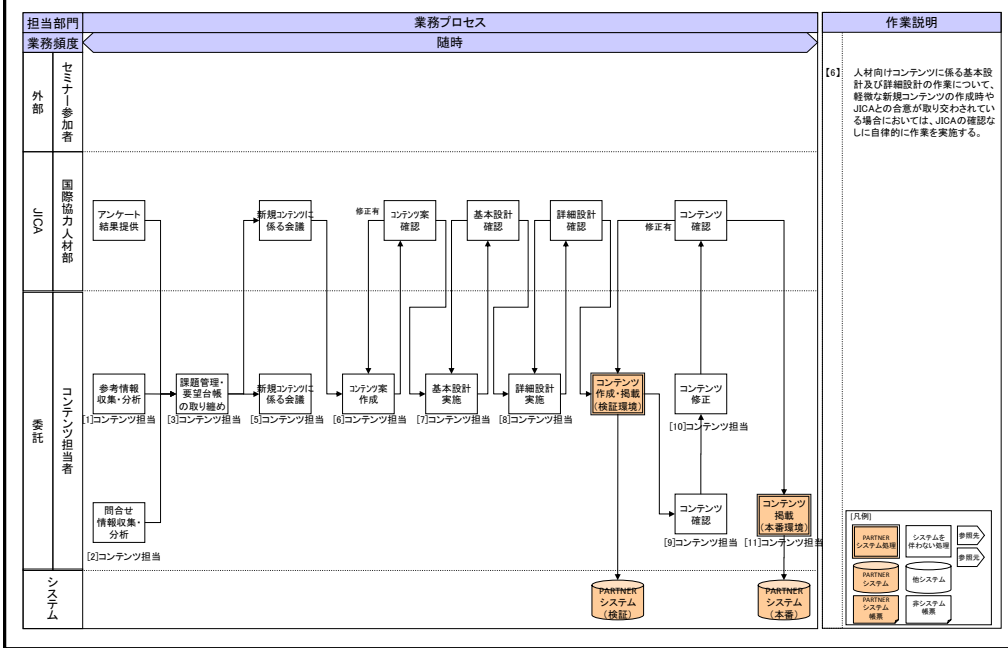 担当部門
業務プロセス
作業説明
業務頻度
随時
外部
セミナー参加者
JICA
国際協力人材部
アンケート
結果提供
新規コンテンツに
係る会議
修正有
コンテンツ案
確認
基本設計
確認
詳細設計
確認
修正有
コンテンツ
確認
委託
コンテンツ担当者
参考情報
収集・分析
[1]コンテンツ担当
課題管理・
要望台帳
の取り纏め
[3]コンテンツ担当
新規コンテンツに
係る会議
[5]コンテンツ担当
コンテンツ案
作成
[6]コンテンツ担当
基本設計
実施
[7]コンテンツ担当
詳細設計
実施
[8]コンテンツ担当
コンテンツ
作成・掲載
(検証環境)
コンテンツ
修正
[10]コンテンツ担当
問合せ
情報収集・
分析
[2]コンテンツ担当
コンテンツ
確認
[9]コンテンツ担当
コンテンツ
掲載
(本番環境)
[11]コンテンツ担当
システム
PARTNER
システム
(検証)
PARTNER
システム
(本番)
【6】 人材向けコンテンツに係る基本設
計及び詳細設計の作業について、
軽微な新規コンテンツの作成時や
JICAとの合意が取り交わされてい
る場合においては、JICAの確認な
しに自律的に作業を実施する。
[凡例]
PARTNER
システム処理
システムを
伴わない処理
参照先
参照元
PARTNER
システム
他システム
PARTNER
システム
帳票
非システム
帳票